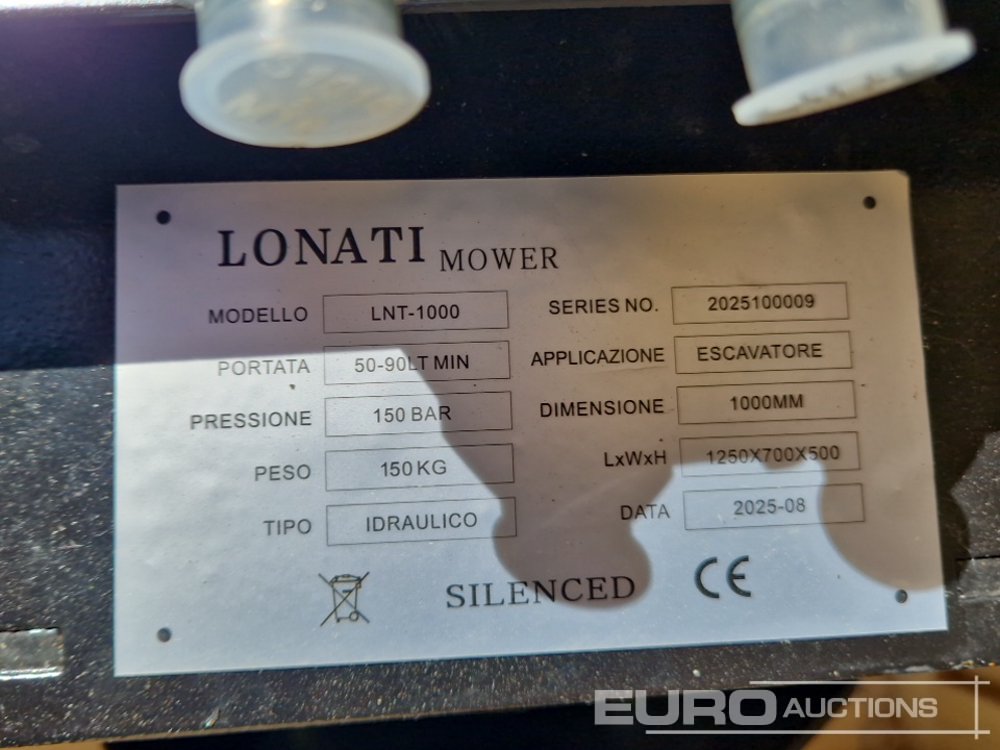 LONATI MOWER
MODELLO LNT-1000 SERIES NO. 2025100009
PORTATA 50-90LT MIN APPLICAZIONE ESCAVATORE
PRESSIONE 150 BAR DIMENSIONE 1000MM
PESO 150KG LxWxH 1250X700X500
TIPO IDRAULICO DATA 2025-08
SILENCED CE
EURO AUCTIONS